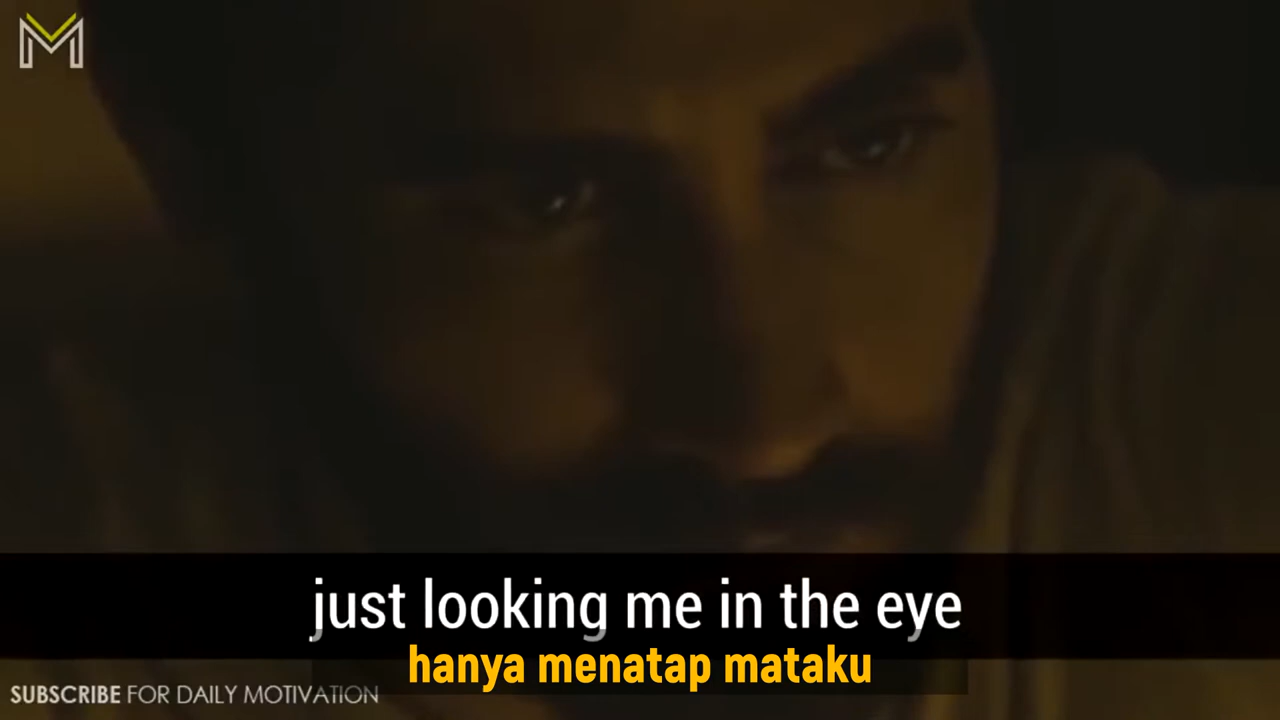 just looking me in the eye
hanya menatap mataku
SUBSCRIBE FOR DAILY MOTIVATION